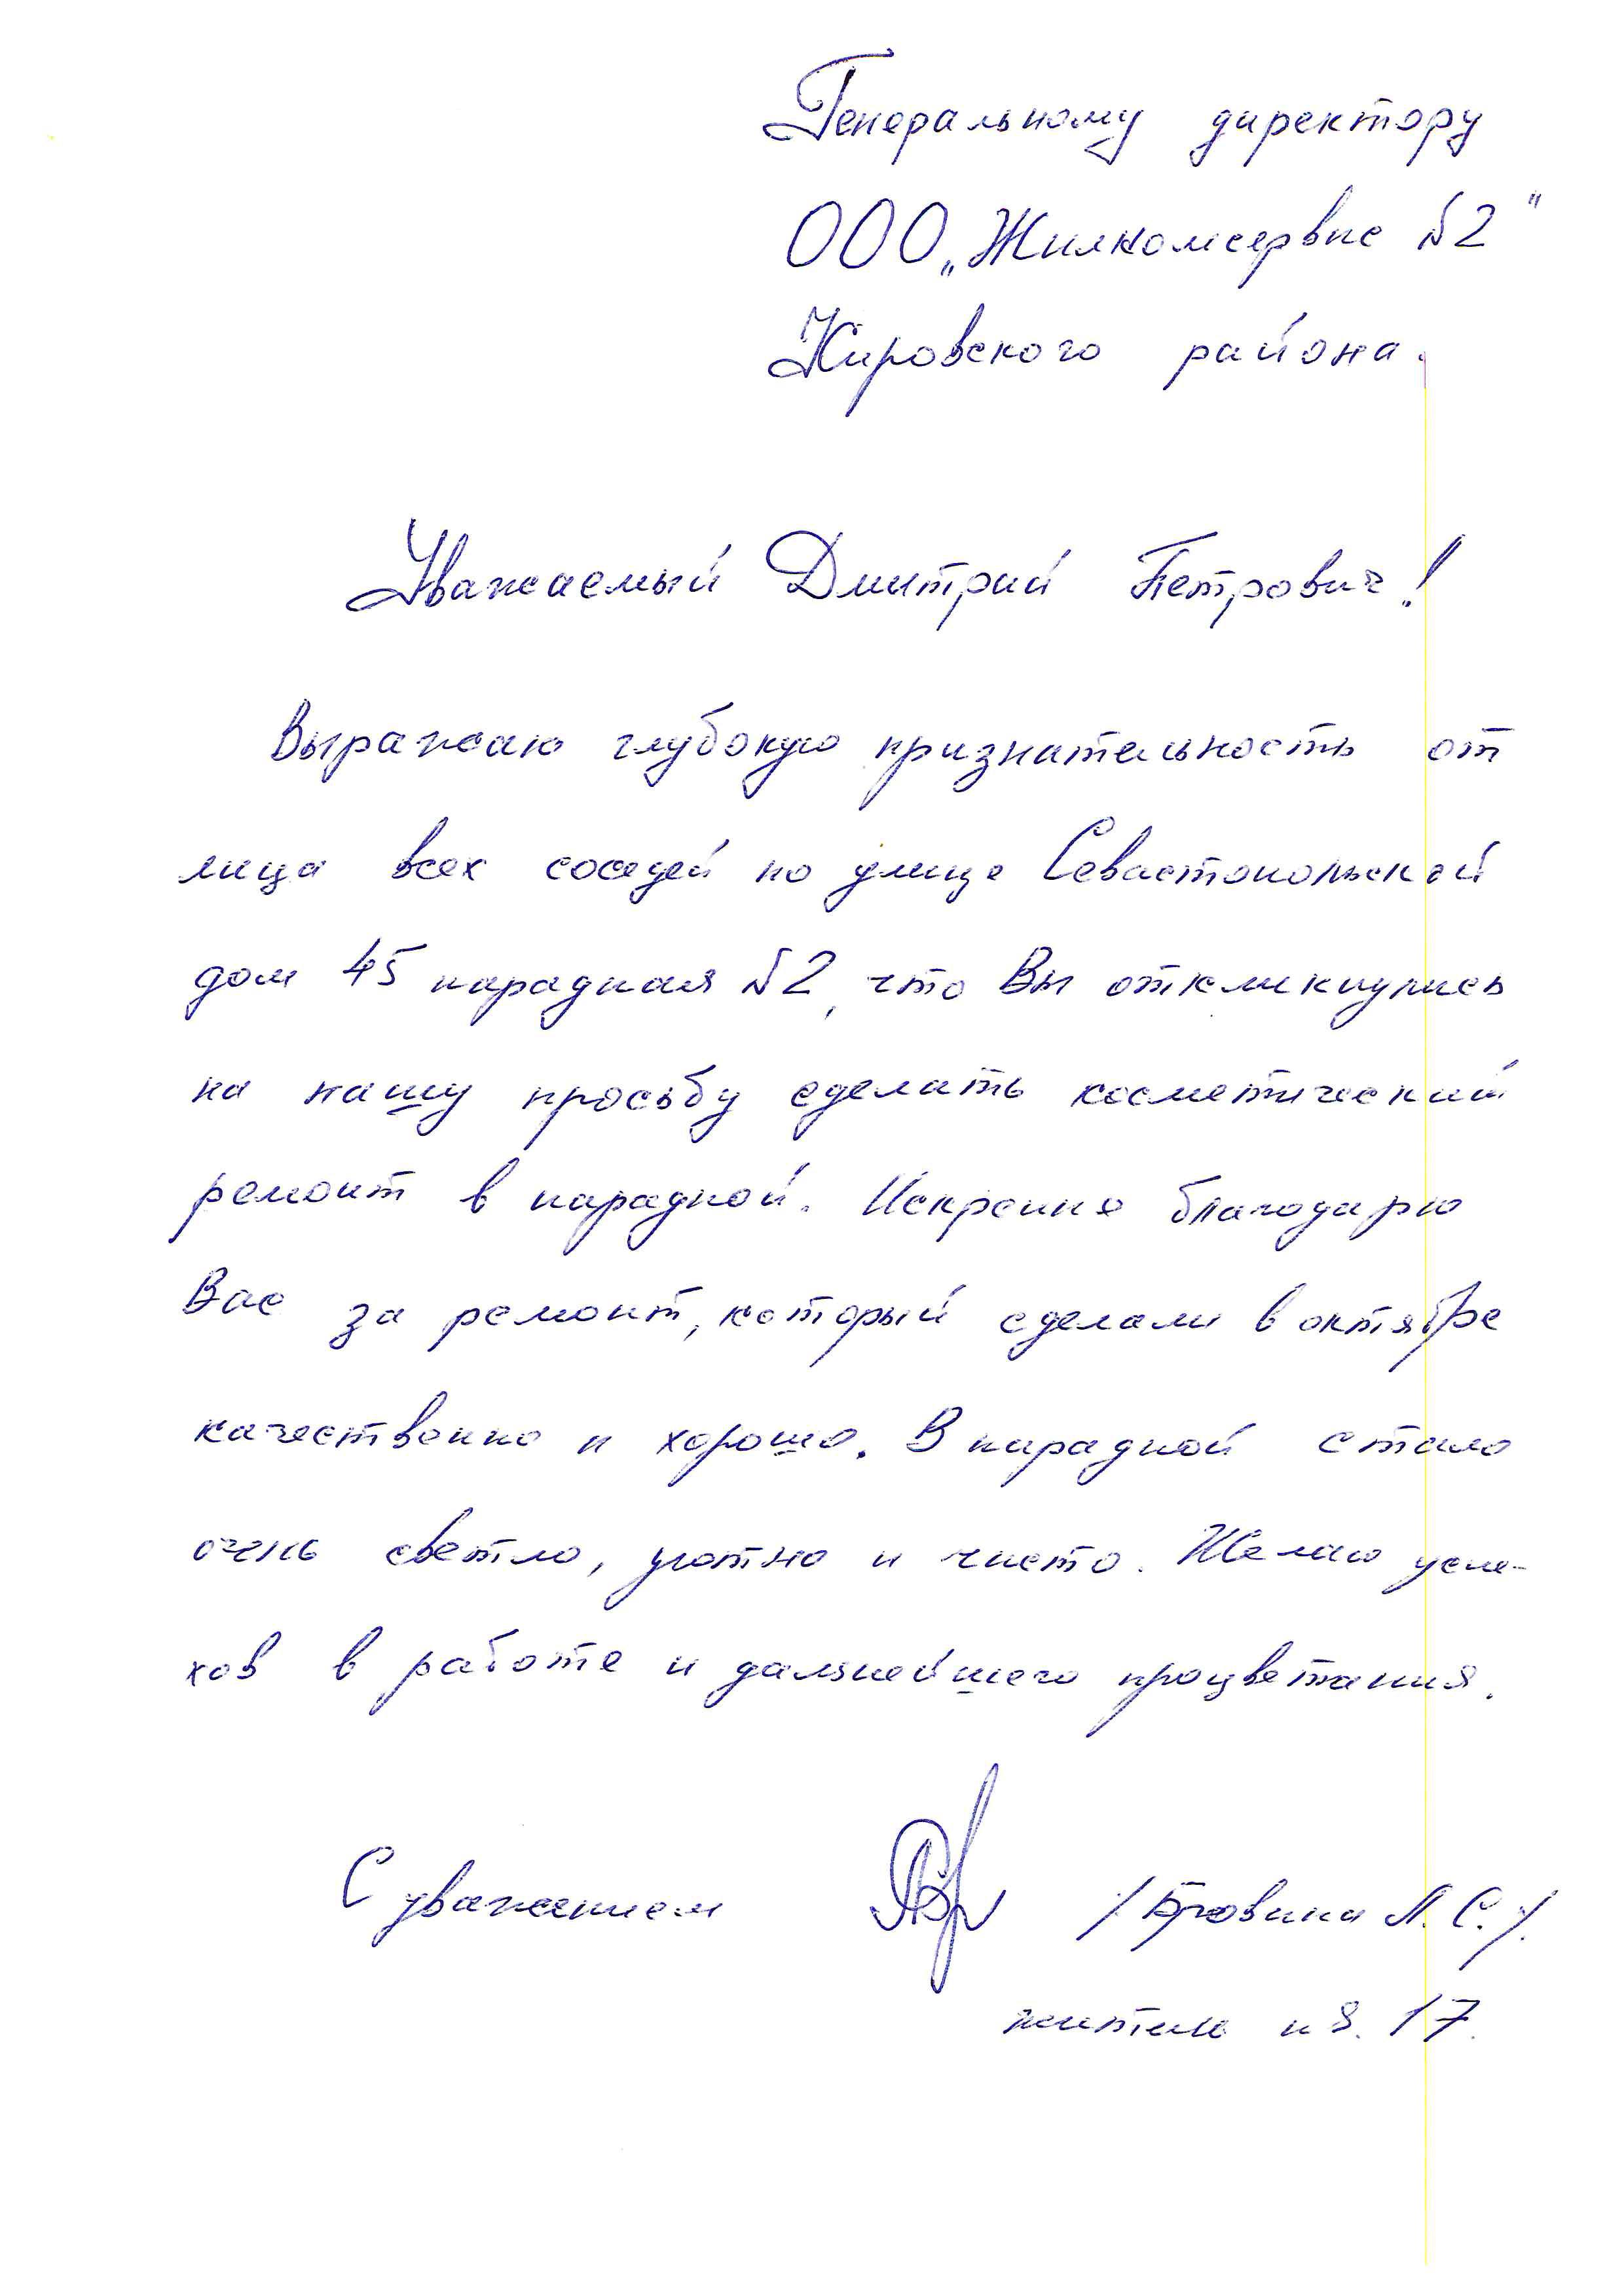 Генеральному директору
ООО „Жилкомсервис №2"
Кировского района.
Уважаемый Дмитрий Петрович!
Выражаю глубокую признательность от
лица всех соседей по улице Севастопольской
дом 45 парадная №2, что Вы откликнулись
на нашу просьбу сделать косметический
ремонт в парадной. Искренне благодарю
Вас за ремонт, который сделали в октябре
качественно и хорошо. В парадной стало
очень светло, уютно и чисто. Желаю успе-
хов в работе и дальнейшего процветания.
С уважением / Бровина Л. С./.
житель 17.